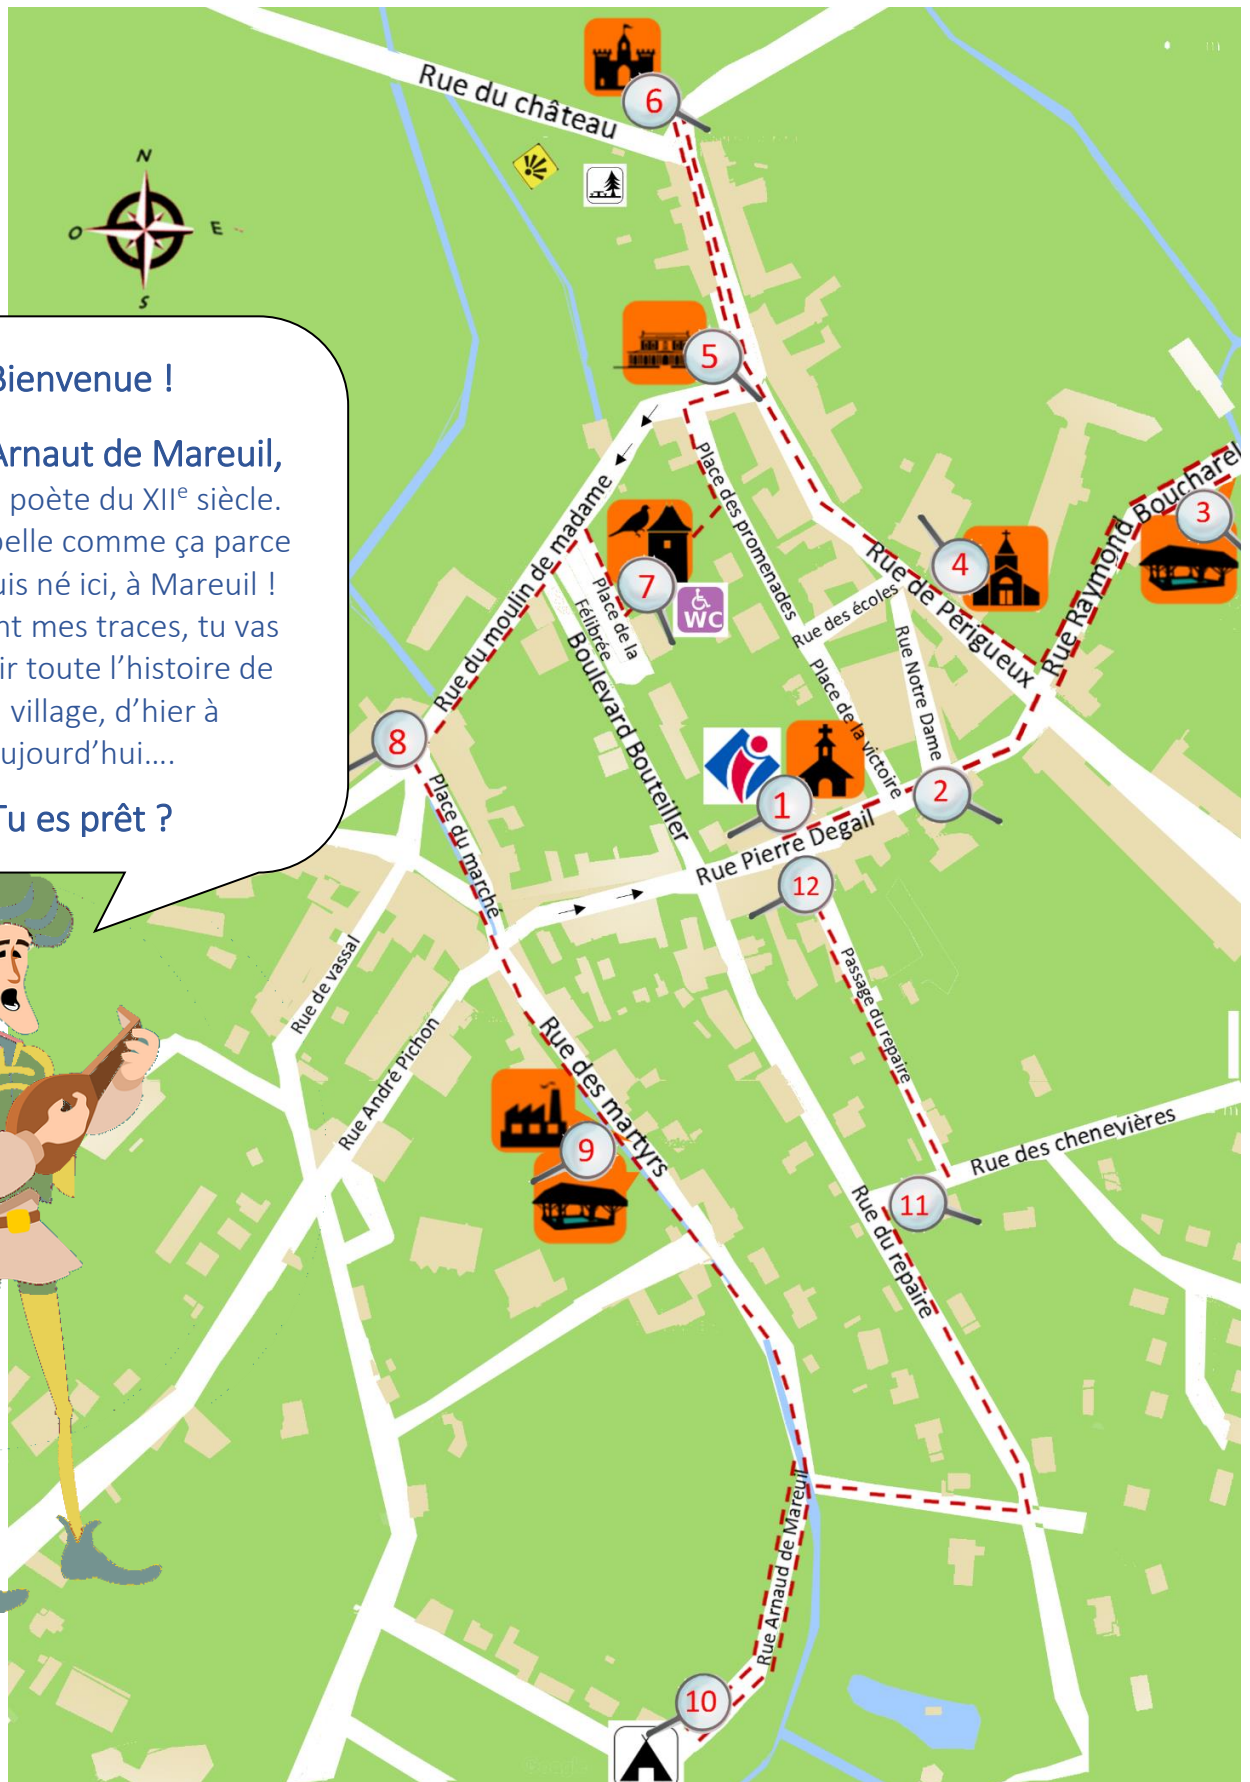 Rue du château
6
N
O
E
S
Bienvenue !
Arnaut de Mareuil,
poète du XIIe siècle.
pelle comme ça parce
uis né ici, à Mareuil !
nt mes traces, tu vas
ir toute l’histoire de
village, d’hier à
ujourd’hui....
Tu es prêt ?
5
Place des promenades
Rue du moulin de madame
7
WC
Place de la
Félibrée
Boulevard Bouteiller
Rue des écoles
Rue de Périgueux
4
3
Rue Raymond Boucharel
Rue Notre Dame
Place de la victoire
8
1
2
Rue Pierre Degail
Place du marché
12
Rue de vassal
Rue André Pichon
Passage du repaire
Rue des martyrs
9
Rue des chenevières
11
Rue du repaire
Rue Arnaud de Mareuil
10